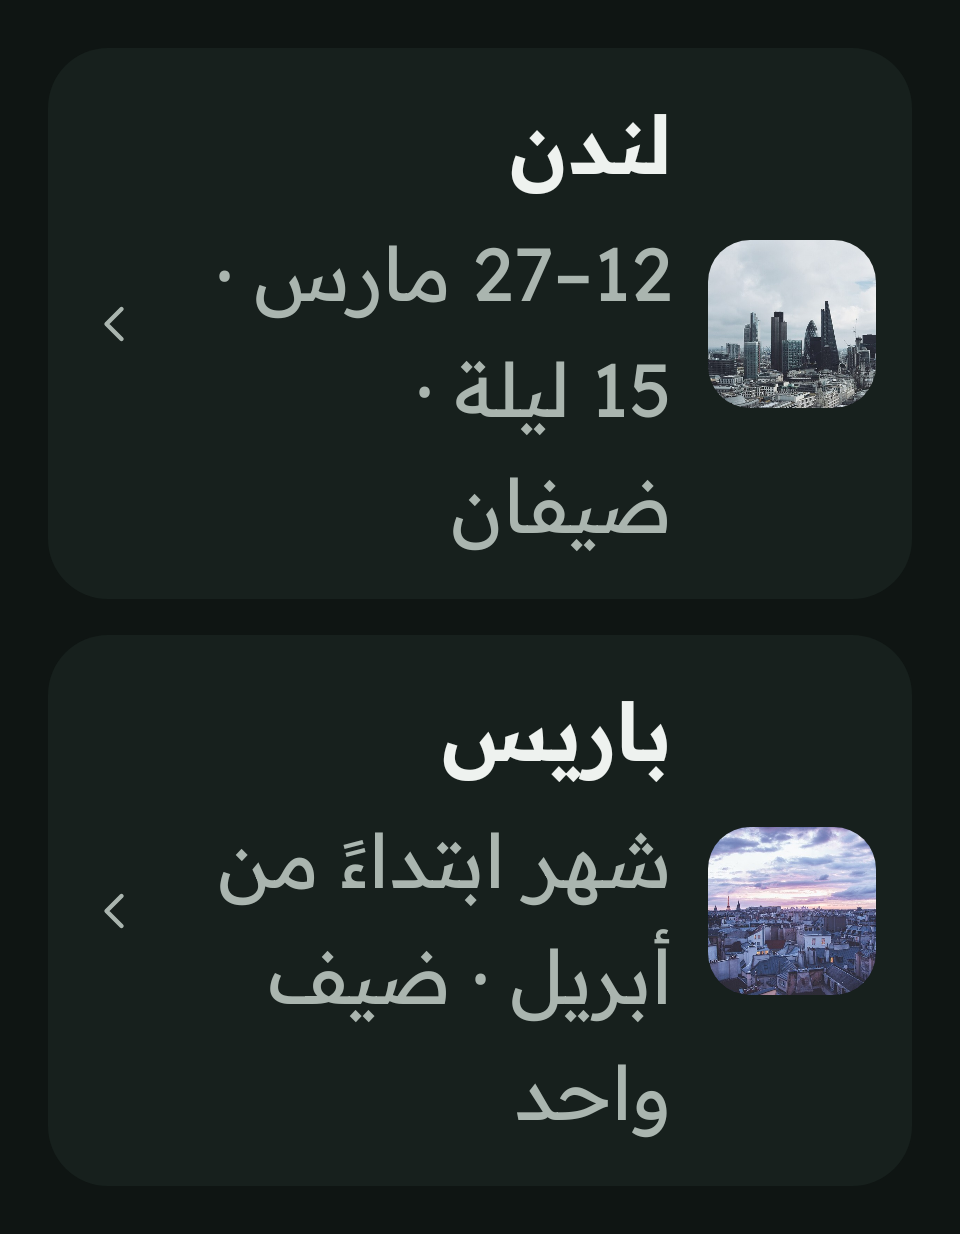 لندن
12–27 مارس ·
15 ليلة ·
ضيفان
باريس
شهر ابتداءً من
أبريل · ضيف
واحد